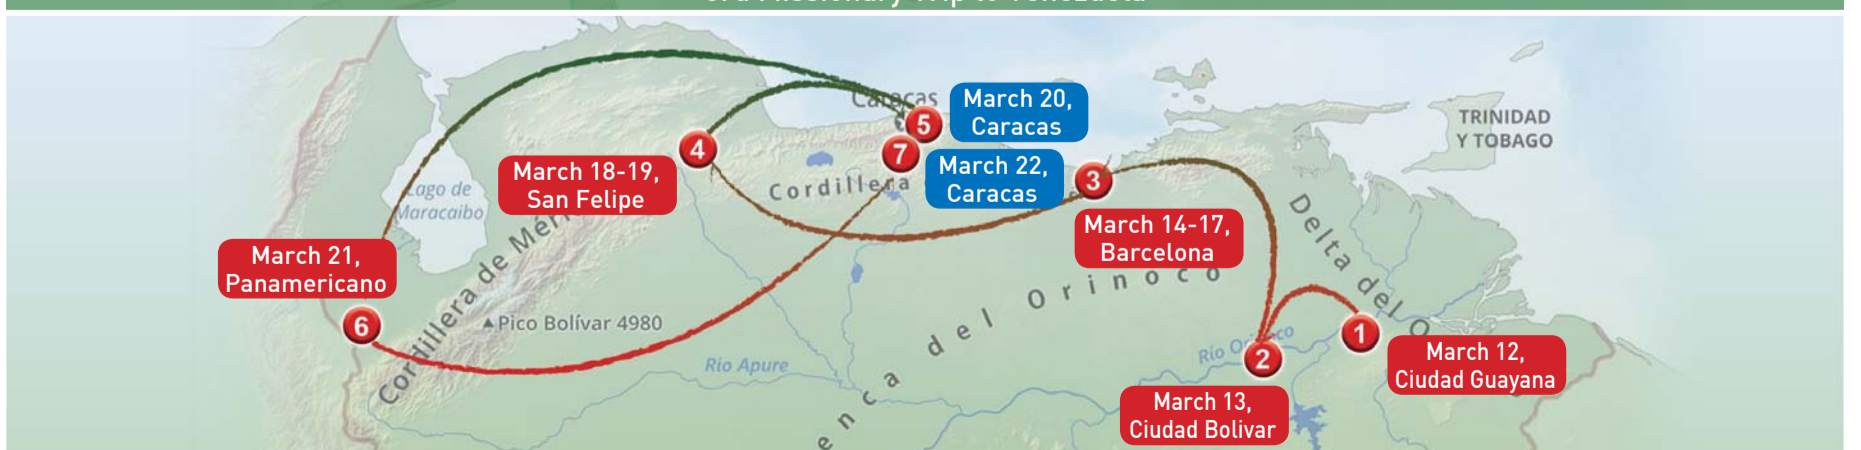 Caracas
5
March 20,
Caracas
TRINIDAD
Y TOBAGO
4
7
March 18-19,
San Felipe
March 22,
Caracas
3
Cordillera
Lago de
Maracaibo
March 14-17,
Barcelona
Delta del
March 21,
Panamericano
Cordillera de
del Orinoco
6
Pico Bolívar 4980
1
2
Río Apure
Río
March 12,
Ciudad Guayana
March 13,
Ciudad Bolivar